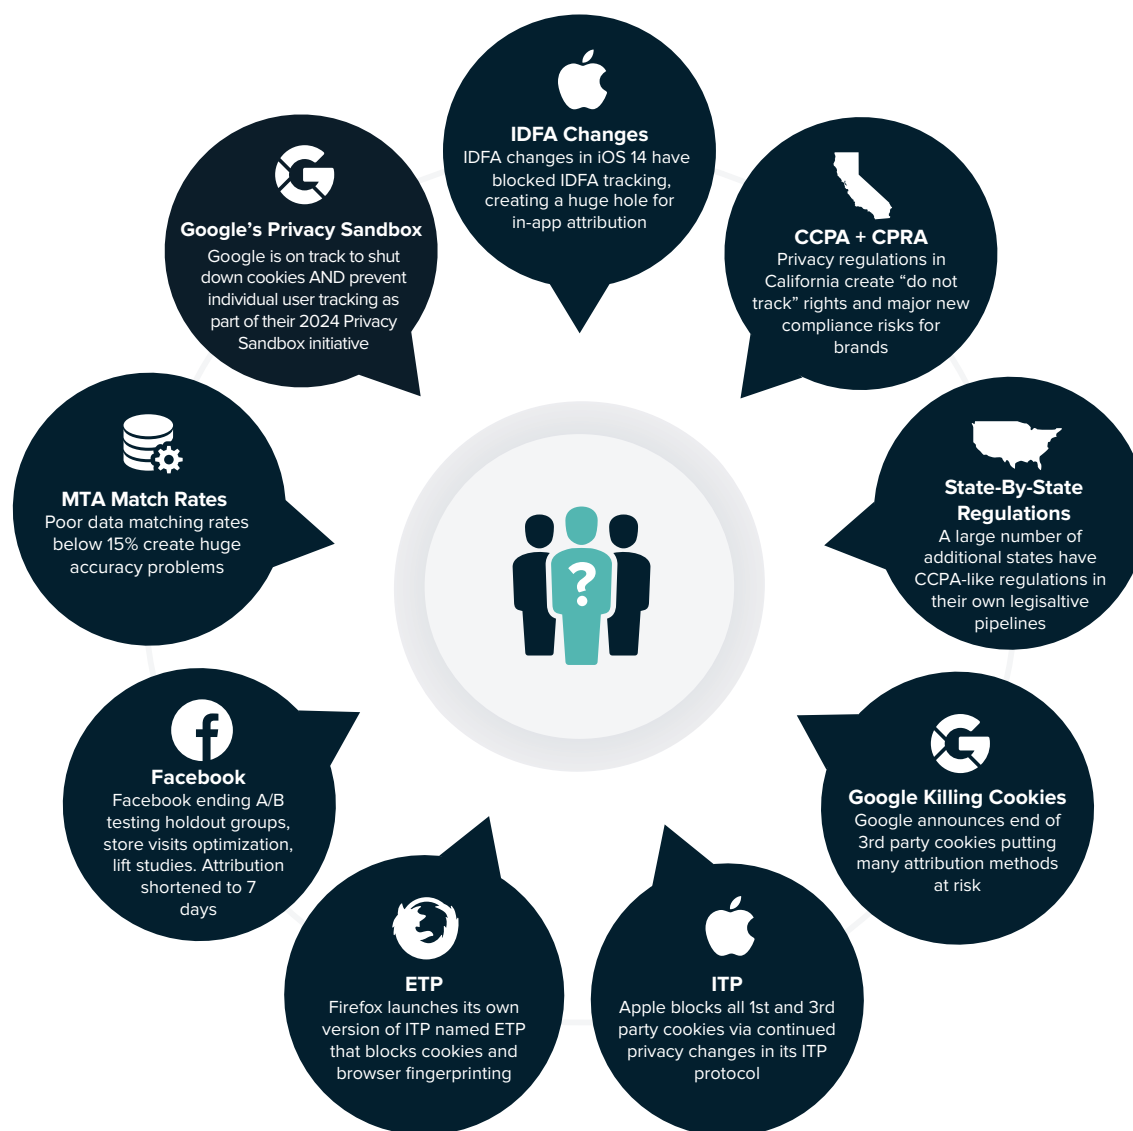 IDFA Changes
IDFA changes in iOS 14 have
blocked IDFA tracking,
creating a huge hole for
in-app attribution
CCPA + CPRA
Privacy regulations in
California create “do not
track” rights and major new
compliance risks for
brands
State-By-State
Regulations
A large number of
additional states have
CCPA-like regulations in
their own legisaltive
pipelines
Google Killing Cookies
Google announces end of
3rd party cookies putting
many attribution methods
at risk
ITP
Apple blocks all 1st and 3rd
party cookies via continued
privacy changes in its ITP
protocol
ETP
Firefox launches its own
version of ITP named ETP
that blocks cookies and
browser fingerprinting
Facebook
Facebook ending A/B
testing holdout groups,
store visits optimization,
lift studies. Attribution
shortened to 7
days
MTA Match Rates
Poor data matching rates
below 15% create huge
accuracy problems
Google’s Privacy Sandbox
Google is on track to shut
down cookies AND prevent
individual user tracking as
part of their 2024 Privacy
Sandbox initiative
?